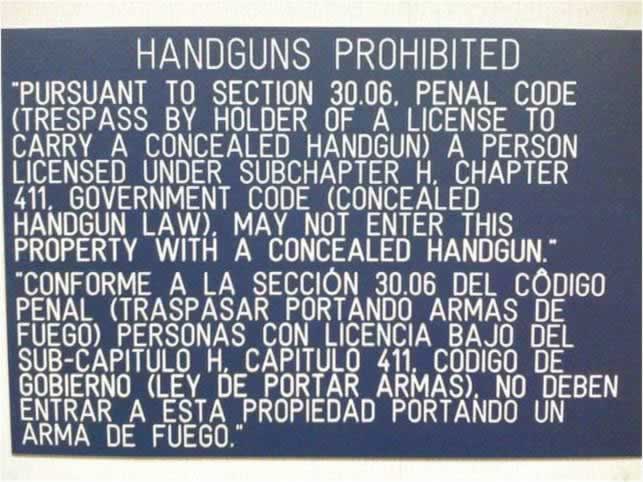 HANDGUNS PROHIBITED
"PURSUANT TO SECTION 30.06, PENAL CODE
(TRESPASS BY HOLDER OF A LICENSE TO
CARRY A CONCEALED HANDGUN) A PERSON
LICENSED UNDER SUBCHAPTER H, CHAPTER
411, GOVERNMENT CODE (CONCEALED
HANDGUN LAW), MAY NOT ENTER THIS
PROPERTY WITH A CONCEALED HANDGUN."
"CONFORME A LA SECCIÓN 30.06 DEL CÔDIGO
PENAL (TRASPASAR PORTANDO ARMAS DE
FUEGO) PERSONAS CON LICENCIA BAJO DEL
SUB-CAPITULO H, CAPITULO 411, CODIGO DE
GOBIERNO (LEY DE PORTAR ARMAS), NO DEBEN
ENTRAR A ESTA PROPIEDAD PORTANDO UN
ARMA DE FUEGO."